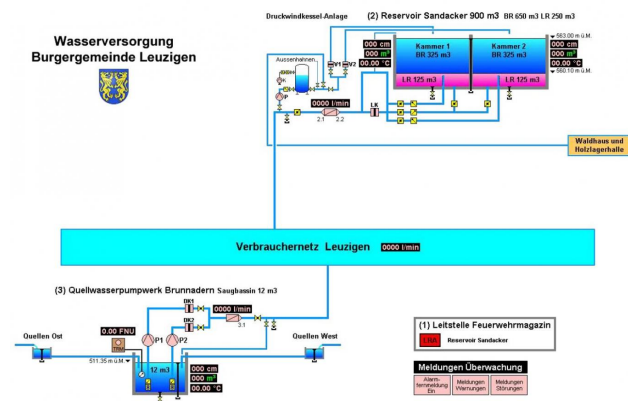 Wasserversorgung
Burgergemeinde Leuzigen
Druckwindkessel-Anlage
(2) Reservoir Sandacker 900 m3 BR 650 m3 LR 250 m3
Aussenhahnen
V1
V2
000 cm
000 m³
00.00 °C
Kammer 1
BR 325 m3
Kammer 2
BR 325 m3
LR 125 m3
LR 125 m3
000 cm
000 m³
00.00 °C
563.00 m ü.M.
560.10 m ü.M.
P
0000 l/min
2.1
2.2
LK
Waldhaus und
Holzlagerhalle
Verbrauchernetz Leuzigen 0000 l/min
(3) Quellwasserpumpwerk Brunnadern Saugbassin 12 m3
DK1
DK2
0000 l/min
3.1
0.00 FNU
P1
P2
Quellen Ost
Quellen West
511.35 m ü.M.
12 m3
000 cm
000 m³
00.00 °C
(1) Leitstelle Feuerwehrmagazin
Reservoir Sandacker
Meldungen Überwachung
Alarm-
fernmeldung
Ein
Meldungen
Warnungen
Meldungen
Störungen